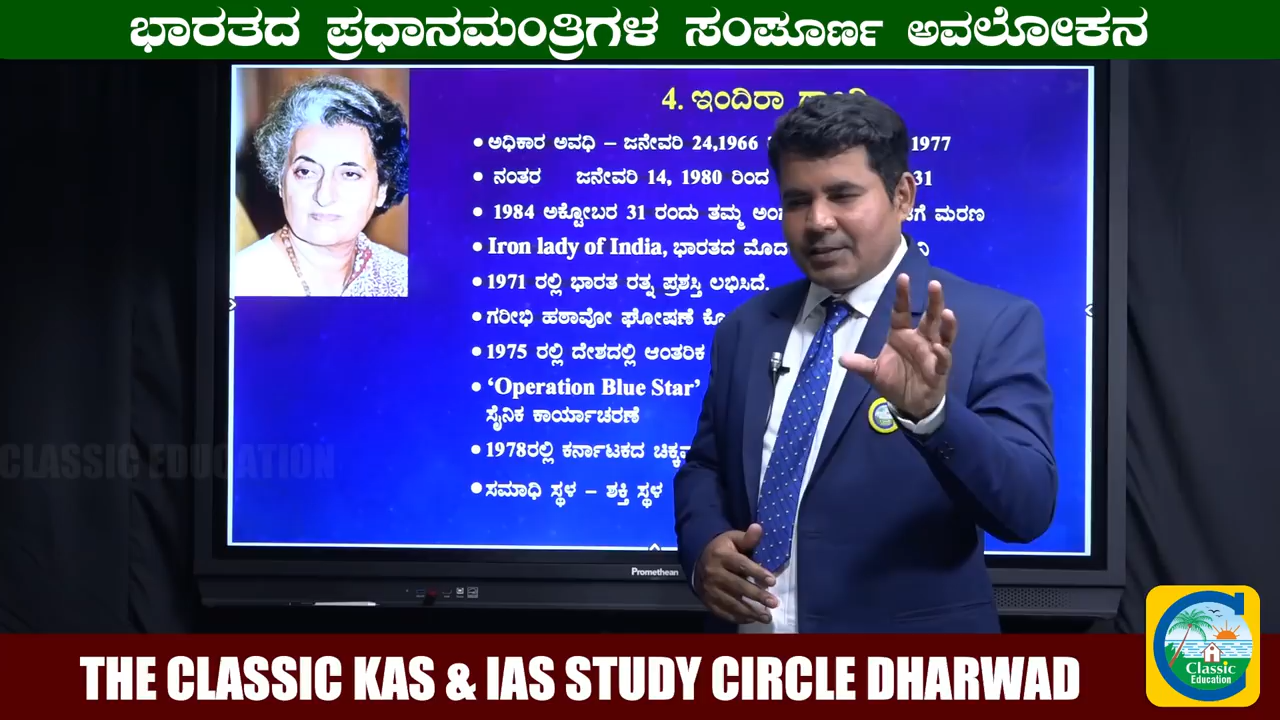 ಭಾರತದ ಪ್ರಧಾನಮಂತ್ರಿಗಳ ಸಂಪೂರ್ಣ ಅವಲೋಕನ
4. ಇಂದಿರಾ
• ಅಧಿಕಾರ ಅವಧಿ – ಜನೇವರಿ 24,1966 1977
• ನಂತರ ಜನೇವರಿ 14, 1980 ರಿಂದ 31
• 1984 ಅಕ್ಟೋಬರ 31 ರಂದು ತಮ್ಮ ಮರಣ
• Iron lady of India, ಭಾರತದ
• 1971 ರಲ್ಲಿ ಭಾರತ ರತ್ನ ಪ್ರಶಸ್ತಿ ಲಭಿಸಿದೆ.
• ಗರೀಭಿ ಹಠಾವೋ ಘೋಷಣೆ
• 1975 ರಲ್ಲಿ ದೇಶದಲ್ಲಿ ಆಂತರಿಕ
• ‘Operation Blue Star’
ಸೈನಿಕ ಕಾರ್ಯಾಚರಣೆ
• 1978ರಲ್ಲಿ ಕರ್ನಾಟಕದ
• ಸಮಾಧಿ ಸ್ಥಳ – ಶಕ್ತಿ ಸ್ಥಳ
CLASSIC EDUCATION
Promethean
THE CLASSIC KAS & IAS STUDY CIRCLE DHARWAD
Classic
Education